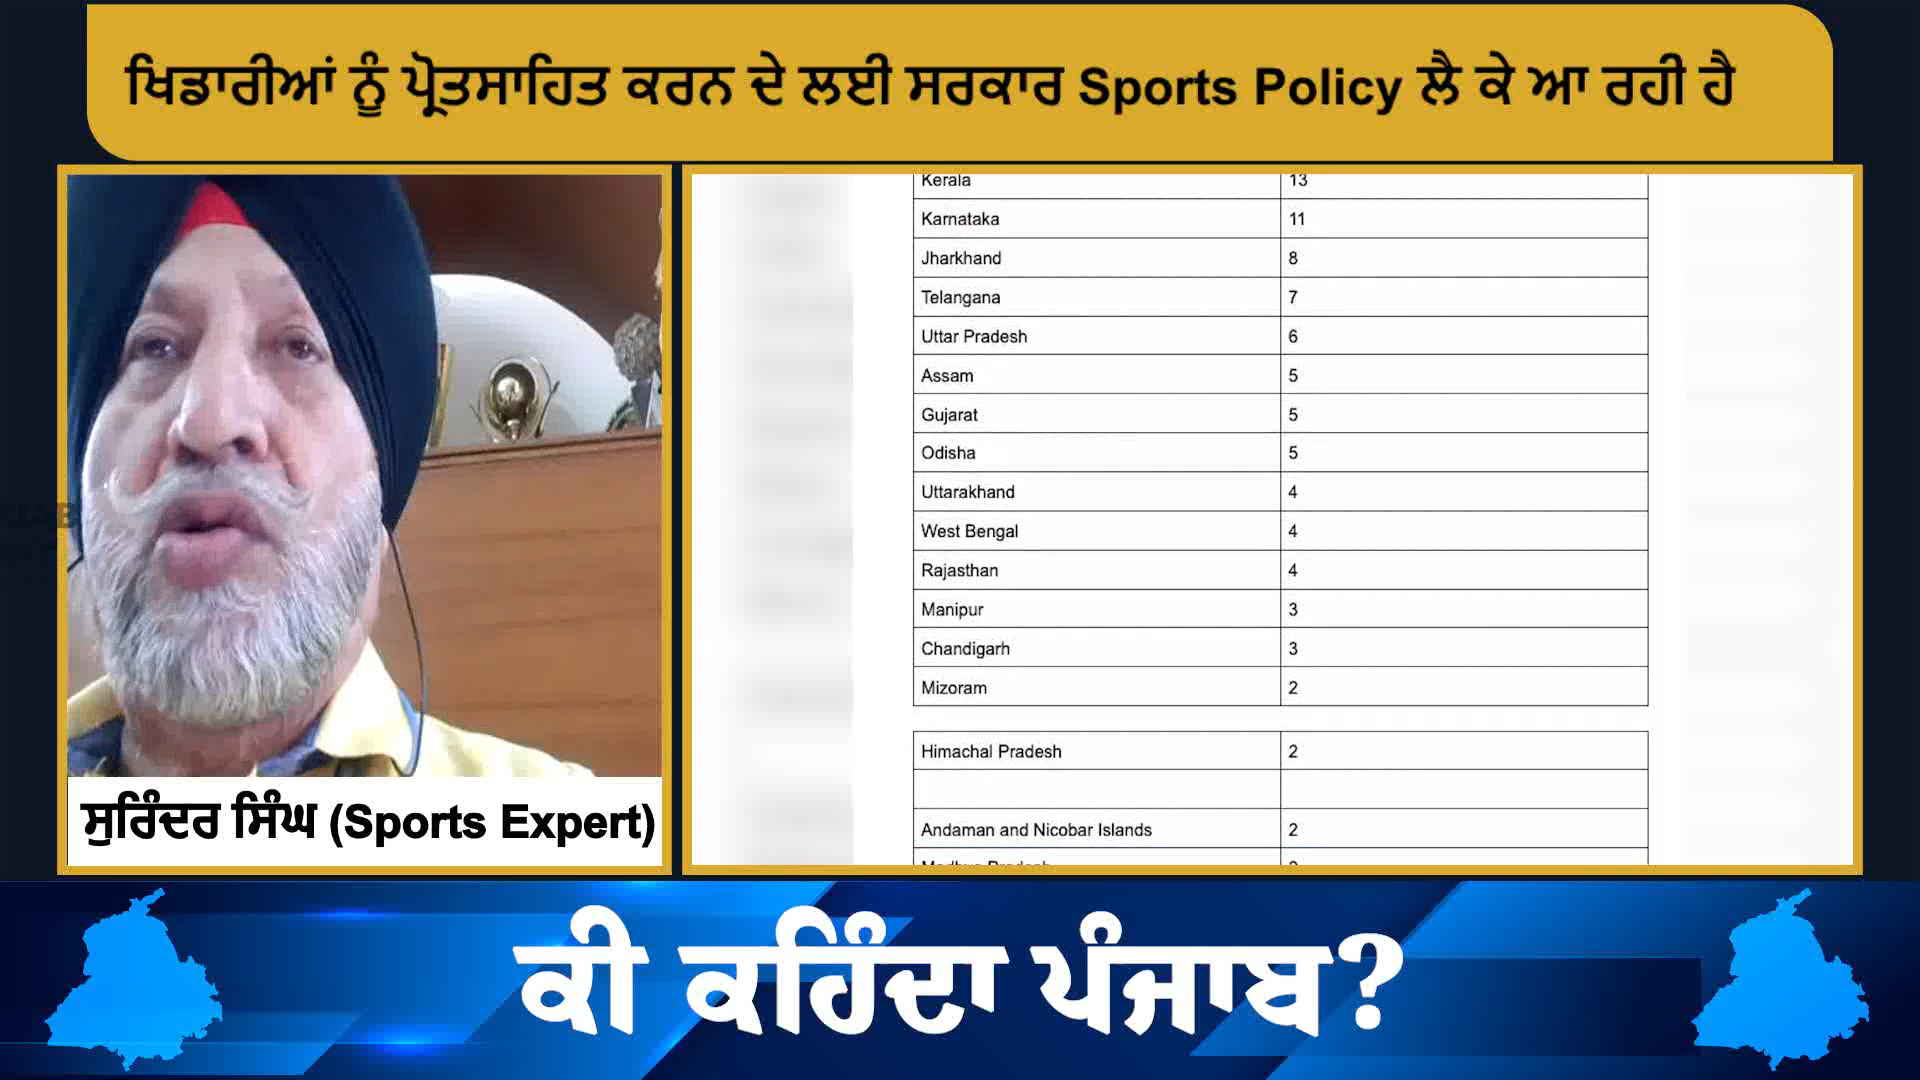 ਖਿਡਾਰੀਆਂ ਨੂੰ ਪ੍ਰੋਤਸਾਹਿਤ ਕਰਨ ਦੇ ਲਈ ਸਰਕਾਰ Sports Policy ਲੈ ਕੇ ਆ ਰਹੀ ਹੈ
Kerala 13
Karnataka 11
Jharkhand 8
Telangana 7
Uttar Pradesh 6
Assam 5
Gujarat 5
Odisha 5
Uttarakhand 4
West Bengal 4
Rajasthan 4
Manipur 3
Chandigarh 3
Mizoram 2
Himachal Pradesh 2
Andaman and Nicobar Islands 2
ਸੁਰਿੰਦਰ ਸਿੰਘ (Sports Expert)
ਕੀ ਕਹਿੰਦਾ ਪੰਜਾਬ?